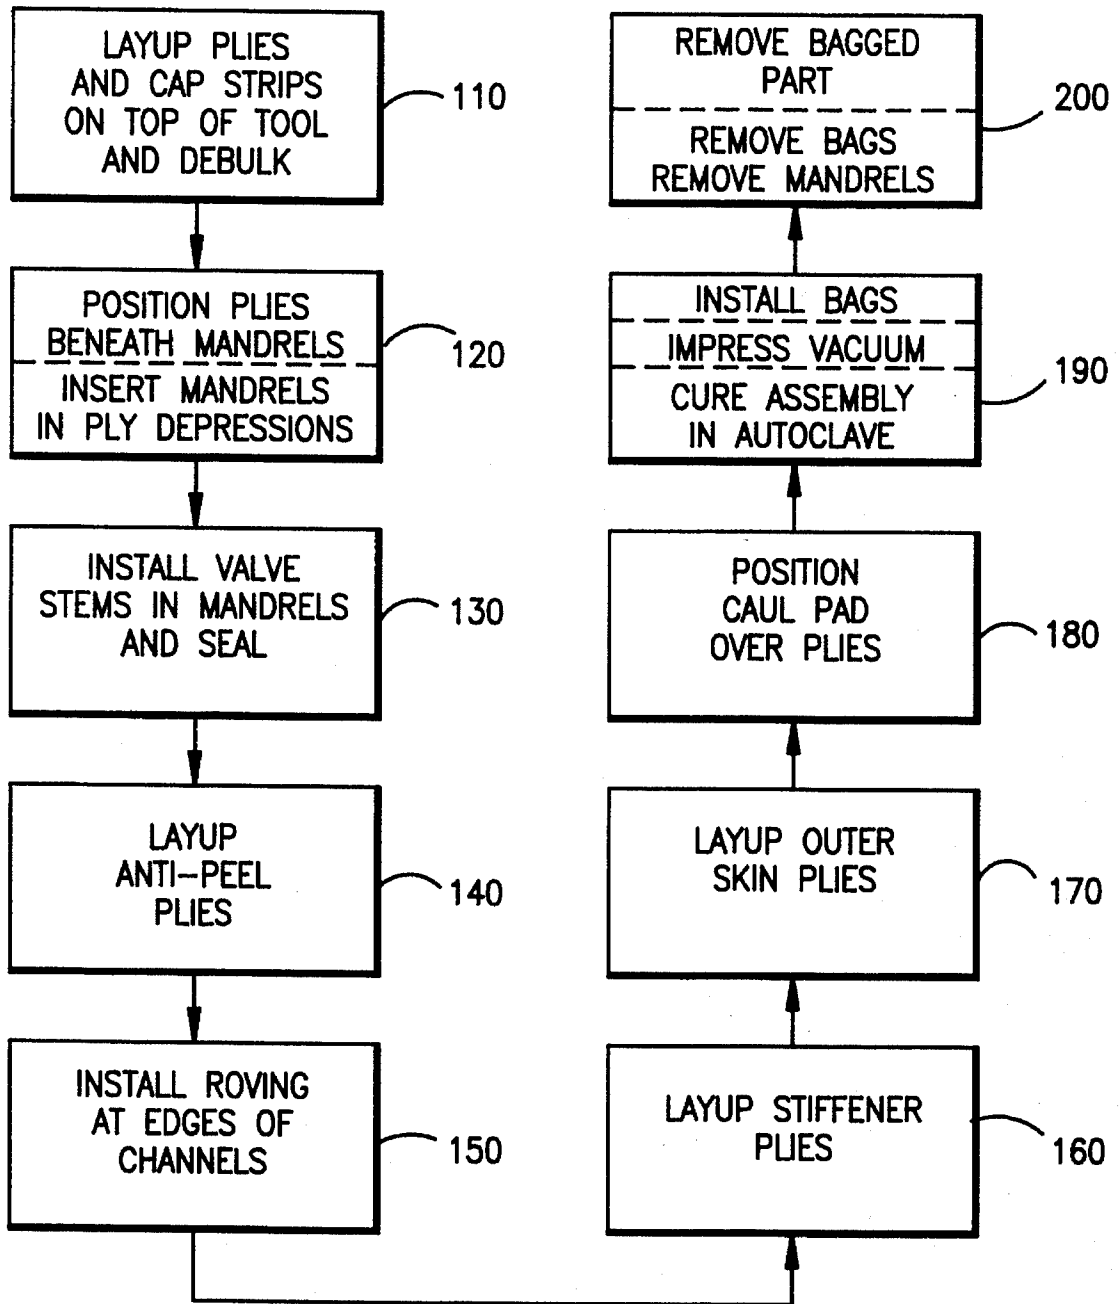 LAYUP PLIES
AND CAP STRIPS
ON TOP OF TOOL
AND DEBULK
110
POSITION PLIES
BENEATH MANDRELS
INSERT MANDRELS
IN PLY DEPRESSIONS
120
INSTALL VALVE
STEMS IN MANDRELS
AND SEAL
130
LAYUP
ANTI-PEEL
PLIES
140
INSTALL ROVING
AT EDGES OF
CHANNELS
150
LAYUP STIFFENER
PLIES
160
LAYUP OUTER
SKIN PLIES
170
POSITION
CAUL PAD
OVER PLIES
180
INSTALL BAGS
IMPRESS VACUUM
CURE ASSEMBLY
IN AUTOCLAVE
190
REMOVE BAGGED
PART
REMOVE BAGS
REMOVE MANDRELS
200